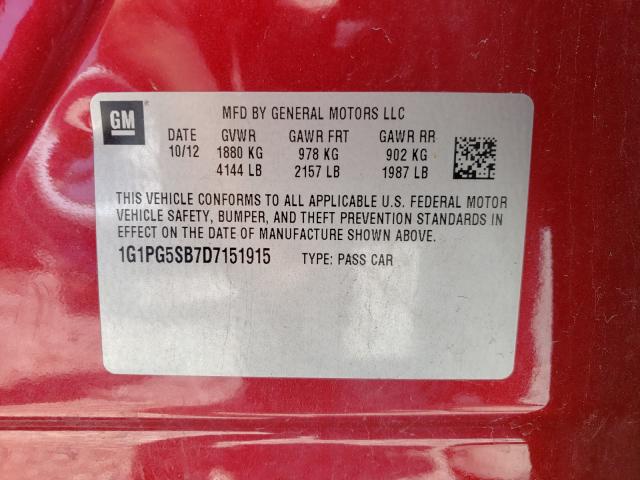 GM
MFD BY GENERAL MOTORS LLC
DATE GVWR GAWR FRT GAWR RR
10/12 1880 KG 978 KG 902 KG
4144 LB 2157 LB 1987 LB
THIS VEHICLE CONFORMS TO ALL APPLICABLE U.S. FEDERAL MOTOR
VEHICLE SAFETY, BUMPER, AND THEFT PREVENTION STANDARDS IN
EFFECT ON THE DATE OF MANUFACTURE SHOWN ABOVE.
1G1PG5SB7D7151915 TYPE: PASS CAR